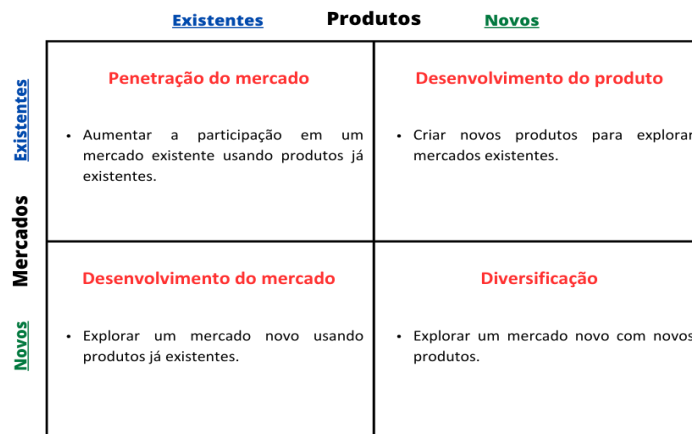 Existentes Produtos Novos
Existentes
Mercados
Novos
Penetração do mercado
• Aumentar a participação em um
mercado existente usando produtos já
existentes.
Desenvolvimento do produto
• Criar novos produtos para explorar
mercados existentes.
Desenvolvimento do mercado
• Explorar um mercado novo usando
produtos já existentes.
Diversificação
• Explorar um mercado novo com novos
produtos.